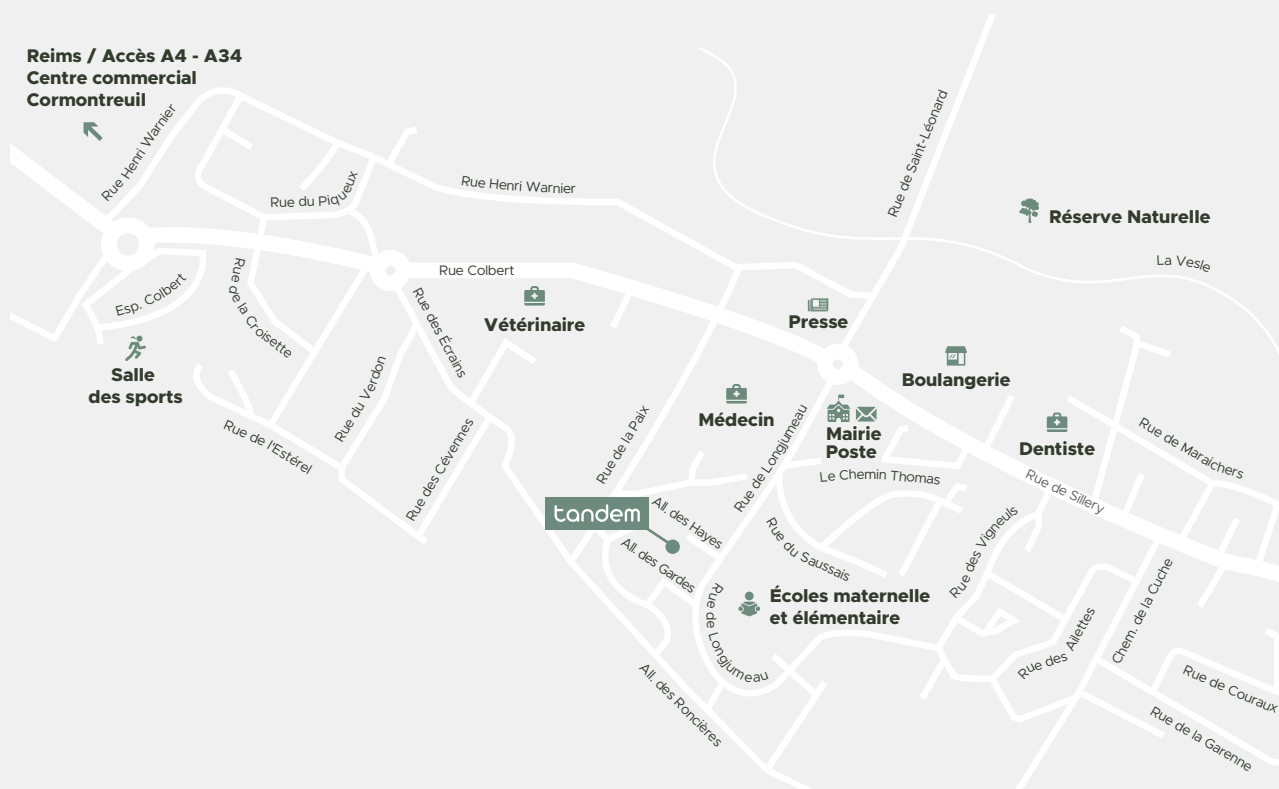 Reims / Accès A4 - A34
Centre commercial
Cormontreuil
Rue Henri Warnier
Rue du Piqueux
Rue Henri Warnier
Rue de Saint-Léonard
Réserve Naturelle
La Vesle
Rue Colbert
Esp. Colbert
Rue de la Croisette
Rue des Écrains
Vétérinaire
Presse
Salle
des sports
Boulangerie
Rue du Verdon
Médecin
Mairie
Poste
Dentiste
Rue de l'Estérel
Rue des Cévennes
Rue de la Paix
Rue de Longjumeau
Le Chemin Thomas
Rue de Maraichers
Rue de Sillery
tandem
All. des Hayes
All. des Gardes
Rue du Saussais
Rue des Vigneuls
Écoles maternelle
et élémentaire
Rue de Longjumeau
Rue des Ailettes
Chem. de la Cuche
All. des Roncières
Rue de Couraux
Rue de la Garenne